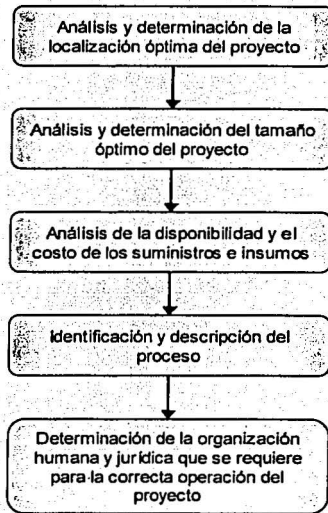 Análisis y determinación de la
localización óptima del proyecto
Análisis y determinación del tamaño
óptimo del proyecto
Análisis de la disponibilidad y el
costo de los suministros e insumos
Identificación y descripción del
proceso
Determinación de la organización
humana y jurídica que se requiere
para la correcta operación del
proyecto